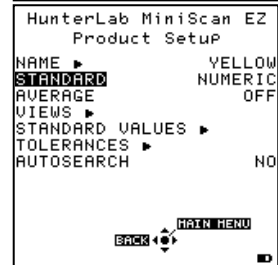 HunterLab MiniScan EZ
Product Setup
NAME ▶ YELLOW
STANDARD NUMERIC
AVERAGE OFF
VIEWS ▶
STANDARD VALUES ▶
TOLERANCES ▶
AUTOSEARCH NO
MAIN MENU
BACK